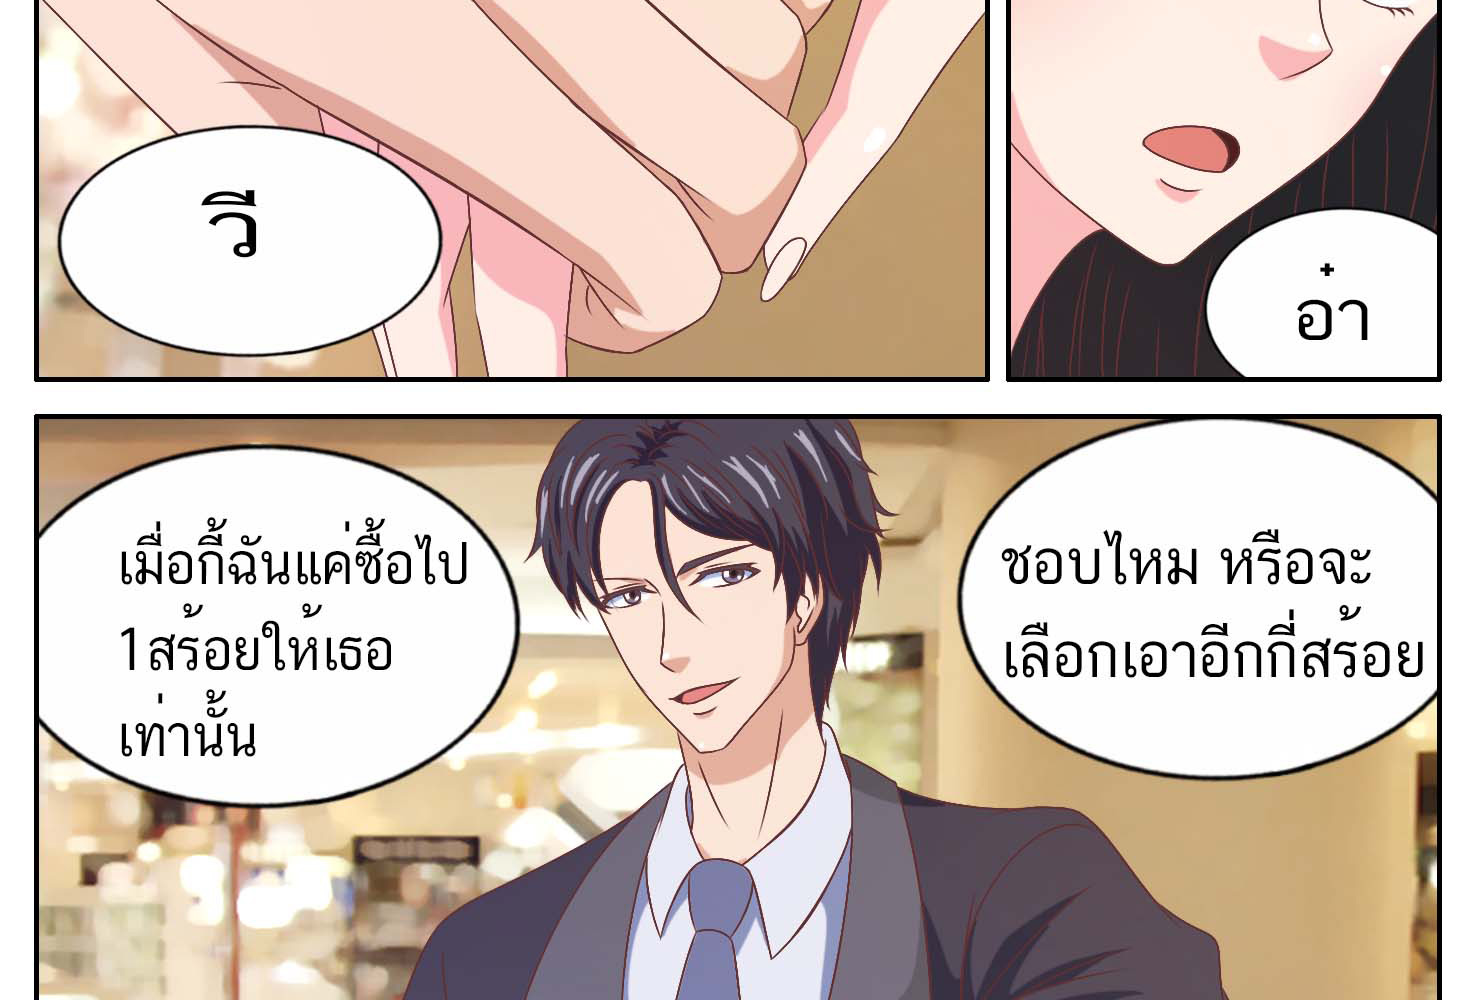 วี
อ๋า
เมื่อกี้ฉันแค่ซื้อไป
1สร้อยให้เธอ
เท่านั้น
ชอบไหม หรือจะ
เลือกเอาอีกกี่สร้อย